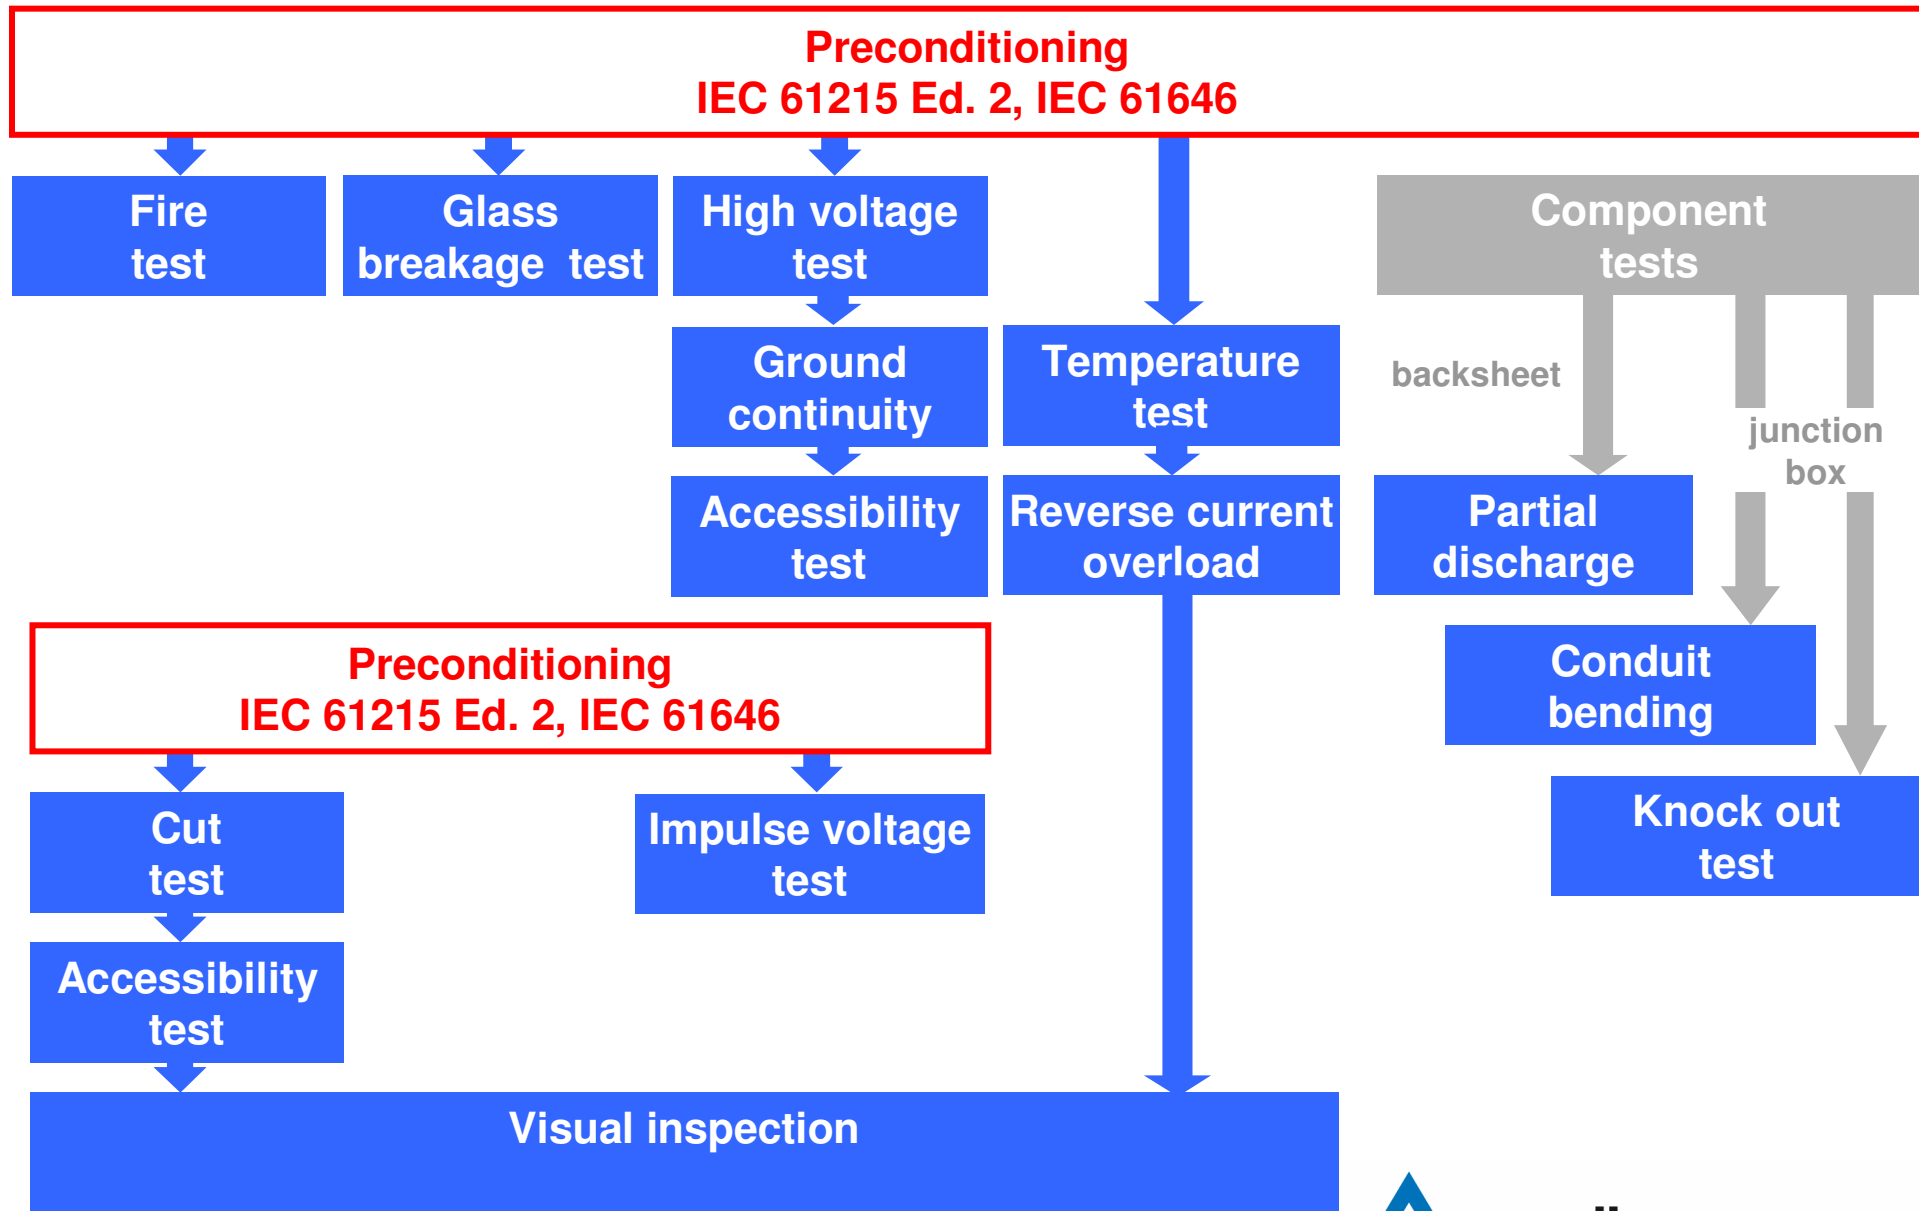 Preconditioning
IEC 61215 Ed. 2, IEC 61646
Fire
test
Glass
breakage test
High voltage
test
Component
tests
Ground
continuity
Temperature
test
backsheet
junction
box
Accessibility
test
Reverse current
overload
Partial
discharge
Preconditioning
IEC 61215 Ed. 2, IEC 61646
Conduit
bending
Cut
test
Impulse voltage
test
Knock out
test
Accessibility
test
Visual inspection